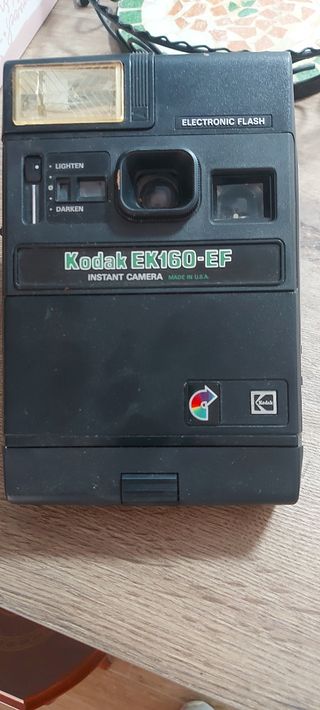 ELECTRONIC FLASH
LIGHTEN
DARKEN
Kodak EK160-EF
INSTANT CAMERA MADE IN U.S.A.
Kodak